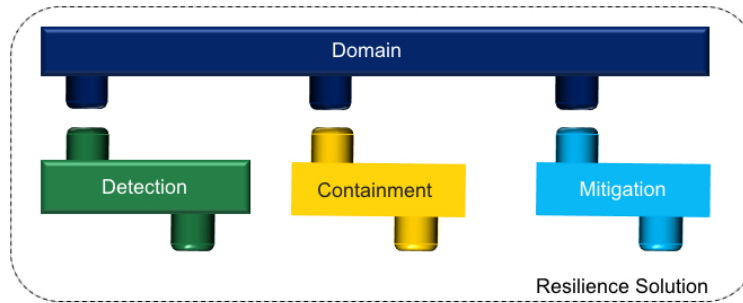 Domain
Detection
Containment
Mitigation
Resilience Solution